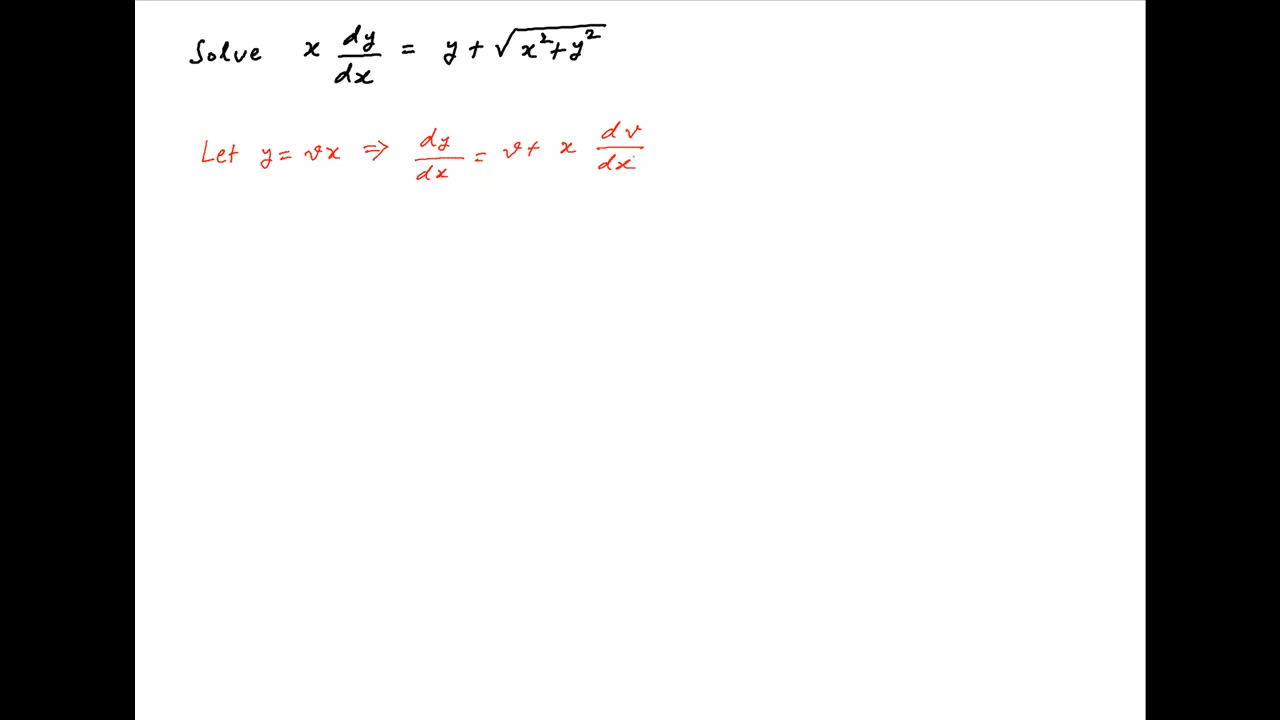 Solve x dy/dx = y + √(x²+y²)
Let y = vx ⇒ dy/dx = v + x dv/dx